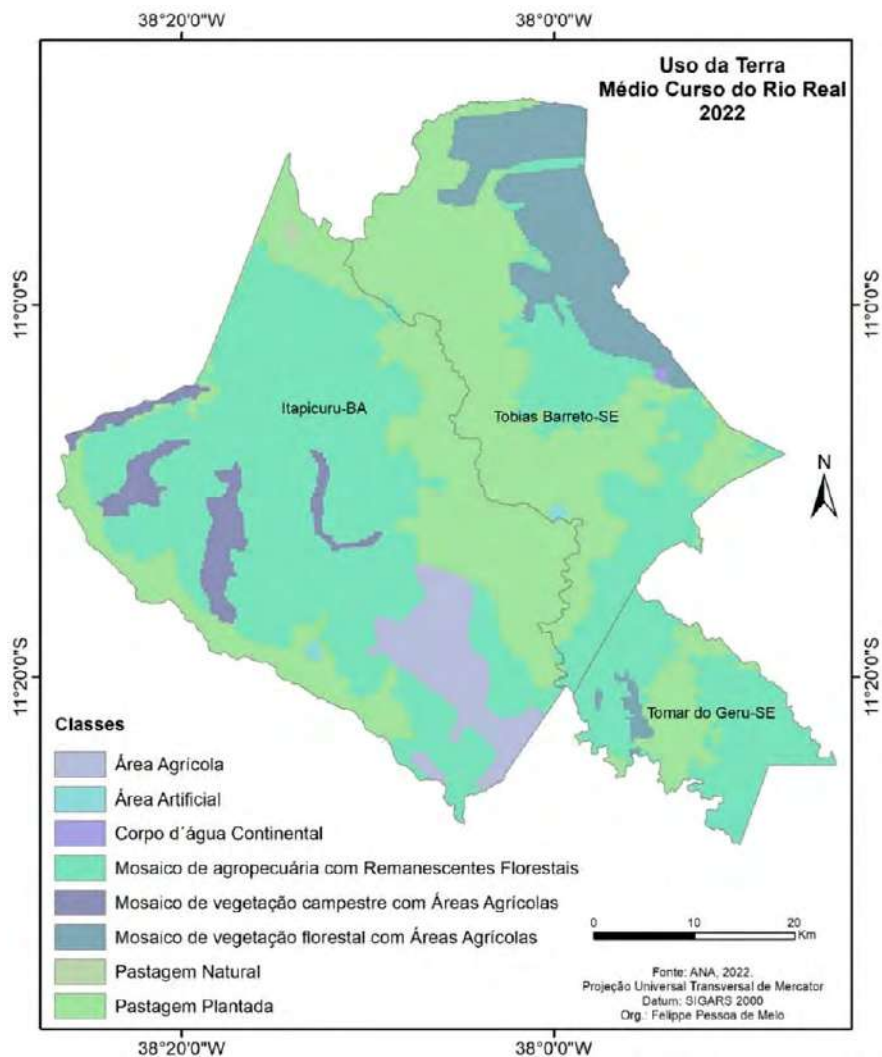 38°20'0"W
38°0'0"W
Uso da Terra
Médio Curso do Rio Real
2022
11°0'0"S
11°0'0"S
Itapicuru-BA
Tobias Barreto-SE
N
11°20'0"S
11°20'0"S
Tomar do Geru-SE
Classes
Área Agrícola
Área Artificial
Corpo d´água Continental
Mosaico de agropecuária com Remanescentes Florestais
Mosaico de vegetação campestre com Áreas Agrícolas
Mosaico de vegetação florestal com Áreas Agrícolas
Pastagem Natural
Pastagem Plantada
0 10 20
Km
Fonte: ANA, 2022.
Projeção Universal Transversal de Mercator
Datum: SIGARS 2000
Org.: Felippe Pessoa de Melo
38°20'0"W
38°0'0"W